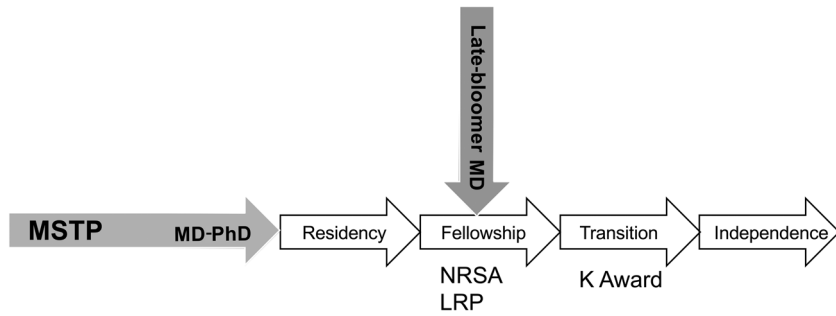 Late-bloomer MD
MSTP MD-PhD Residency Fellowship Transition Independence
NRSA K Award
LRP